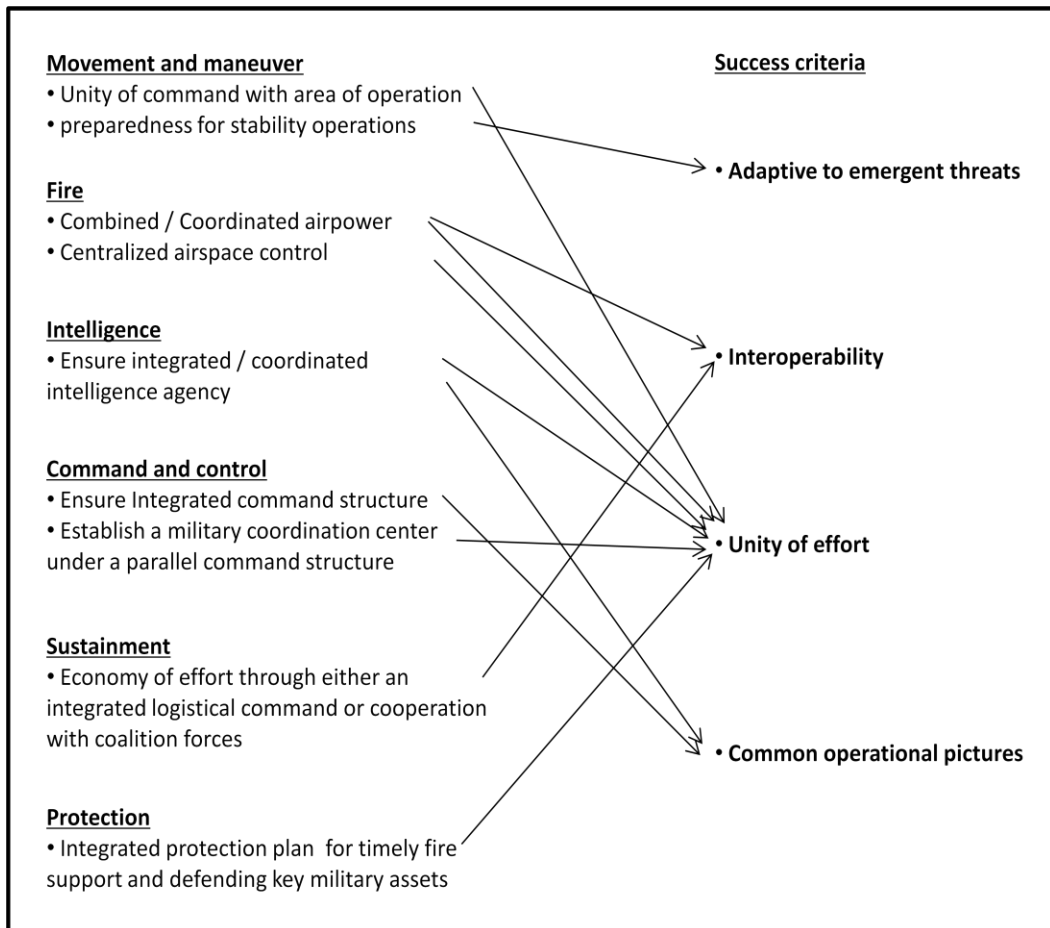 Movement and maneuver
• Unity of command with area of operation
• preparedness for stability operations
Fire
• Combined / Coordinated airpower
• Centralized airspace control
Intelligence
• Ensure integrated / coordinated
intelligence agency
Command and control
• Ensure Integrated command structure
• Establish a military coordination center
under a parallel command structure
Sustainment
• Economy of effort through either an
integrated logistical command or cooperation
with coalition forces
Protection
• Integrated protection plan for timely fire
support and defending key military assets
Success criteria
• Adaptive to emergent threats
• Interoperability
• Unity of effort
• Common operational pictures